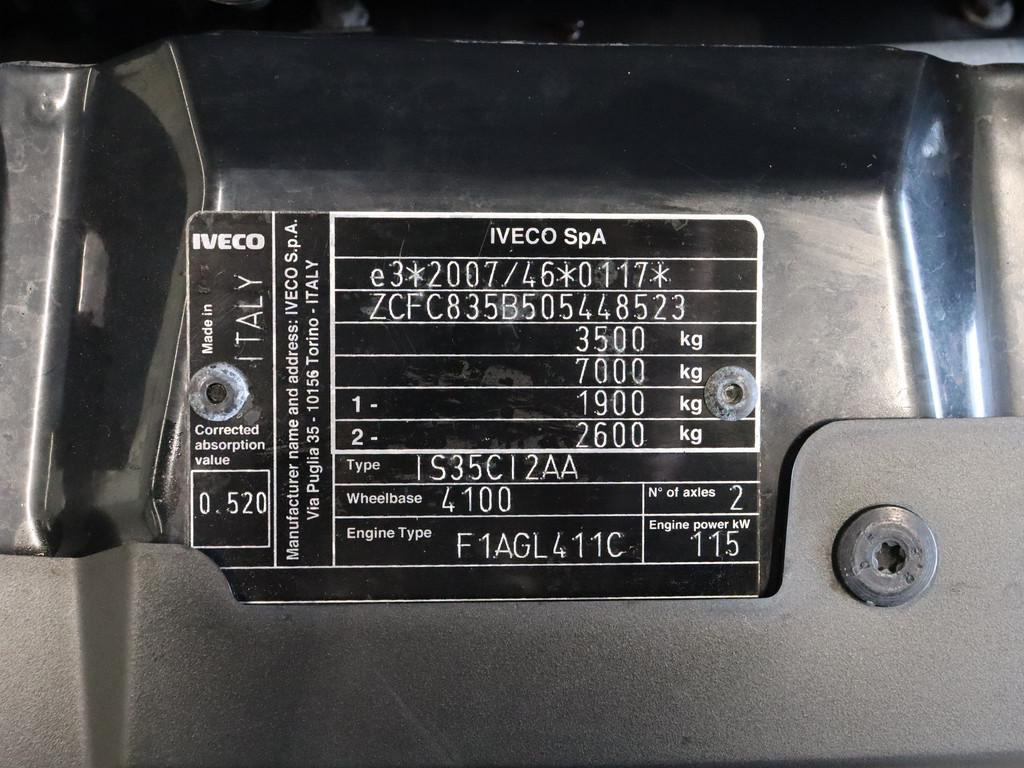 IVECO
Made in
ITALY
Corrected
absorption
value
0.520
Manufacturer name and address: IVECO S.p.A.
Via Puglia 35 - 10156 Torino - ITALY
IVECO SpA
e3*2007/46*0117*
ZCFC835B505448523
3500 kg
7000 kg
1 - 1900 kg
2 - 2600 kg
Type IS35CI2AA
Wheelbase 4100
N° of axles 2
Engine Type F1AGL411C
Engine power kW
115